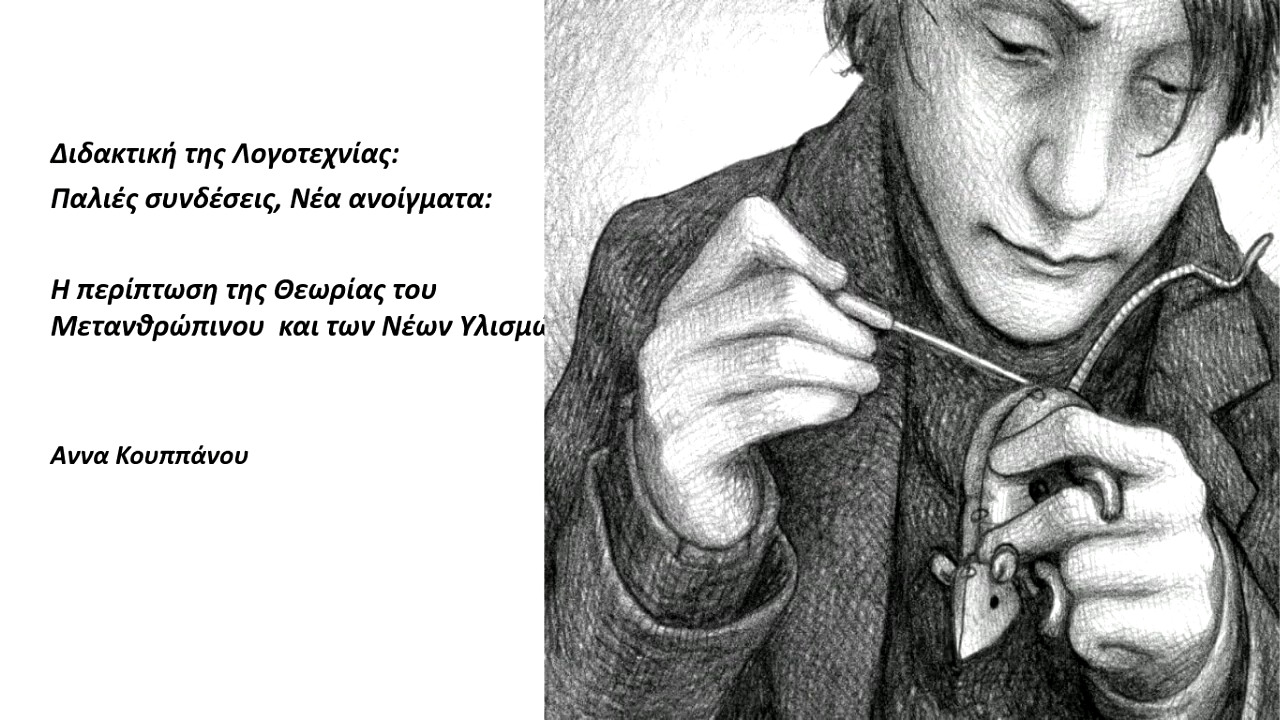 Διδακτική της Λογοτεχνίας:
Παλιές συνδέσεις, Νέα ανοίγματα:
Η περίπτωση της Θεωρίας του
Μετανθρώπινου και των Νέων
Αννα Κουππάνου